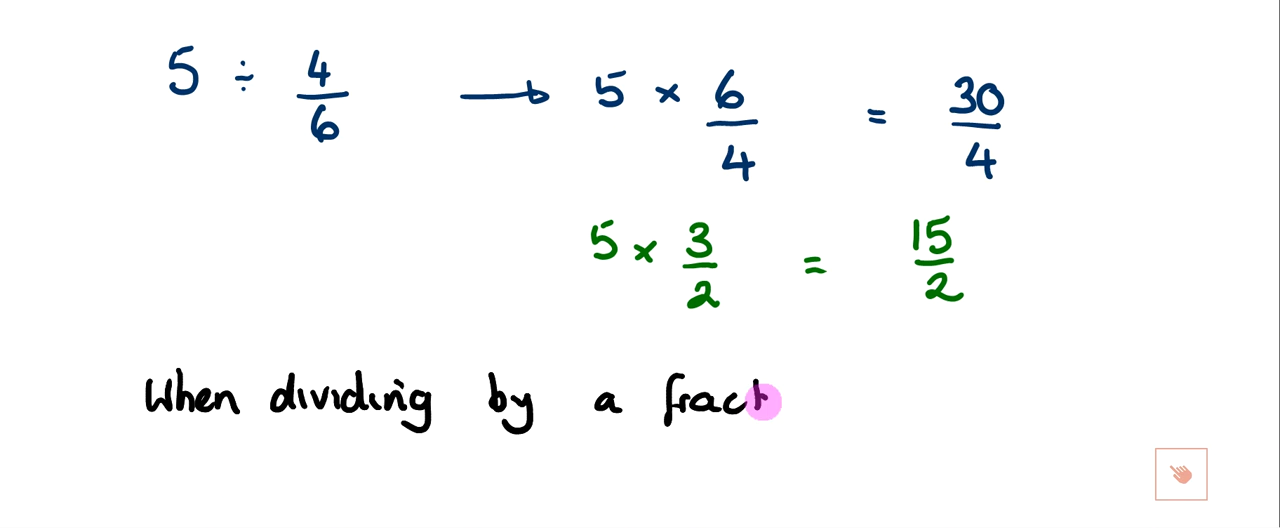 5 ÷ 4/6 → 5 × 6/4 = 30/4
5 × 3/2 = 15/2
When dividing by a fract